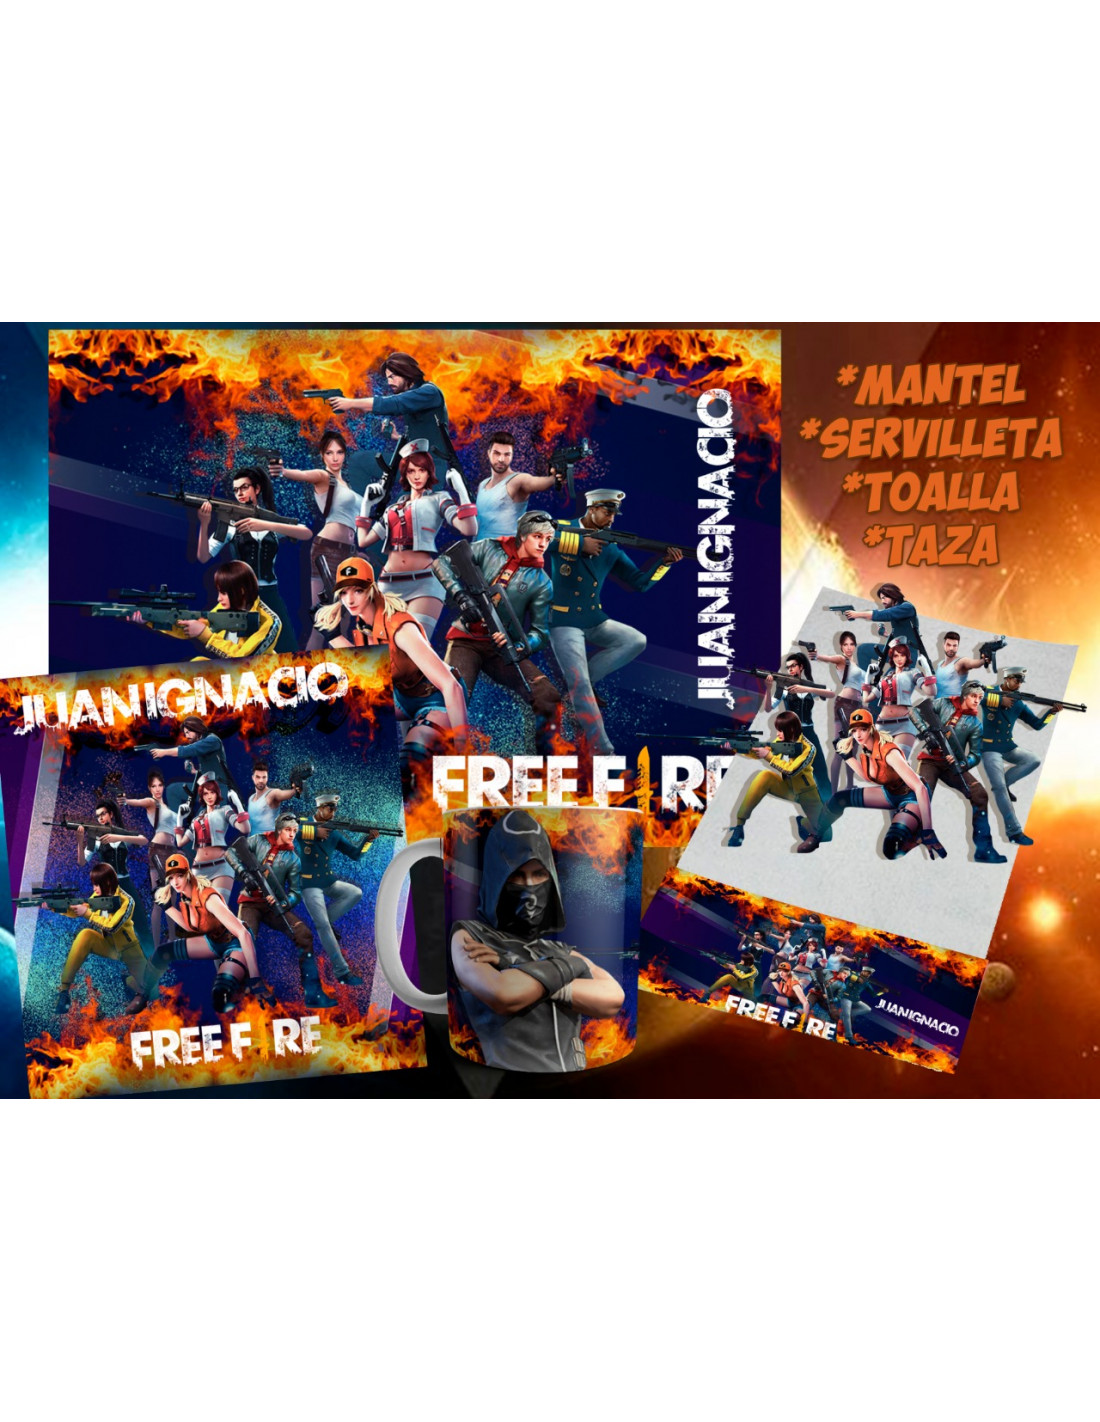 *MANTEL
*SERVILLETA
*TOALLA
*TAZA
JUANIGNACIO
FREE FIRE
JUANIGNACIO
FREE FIRE
FREE FIRE
JUANIGNACIO